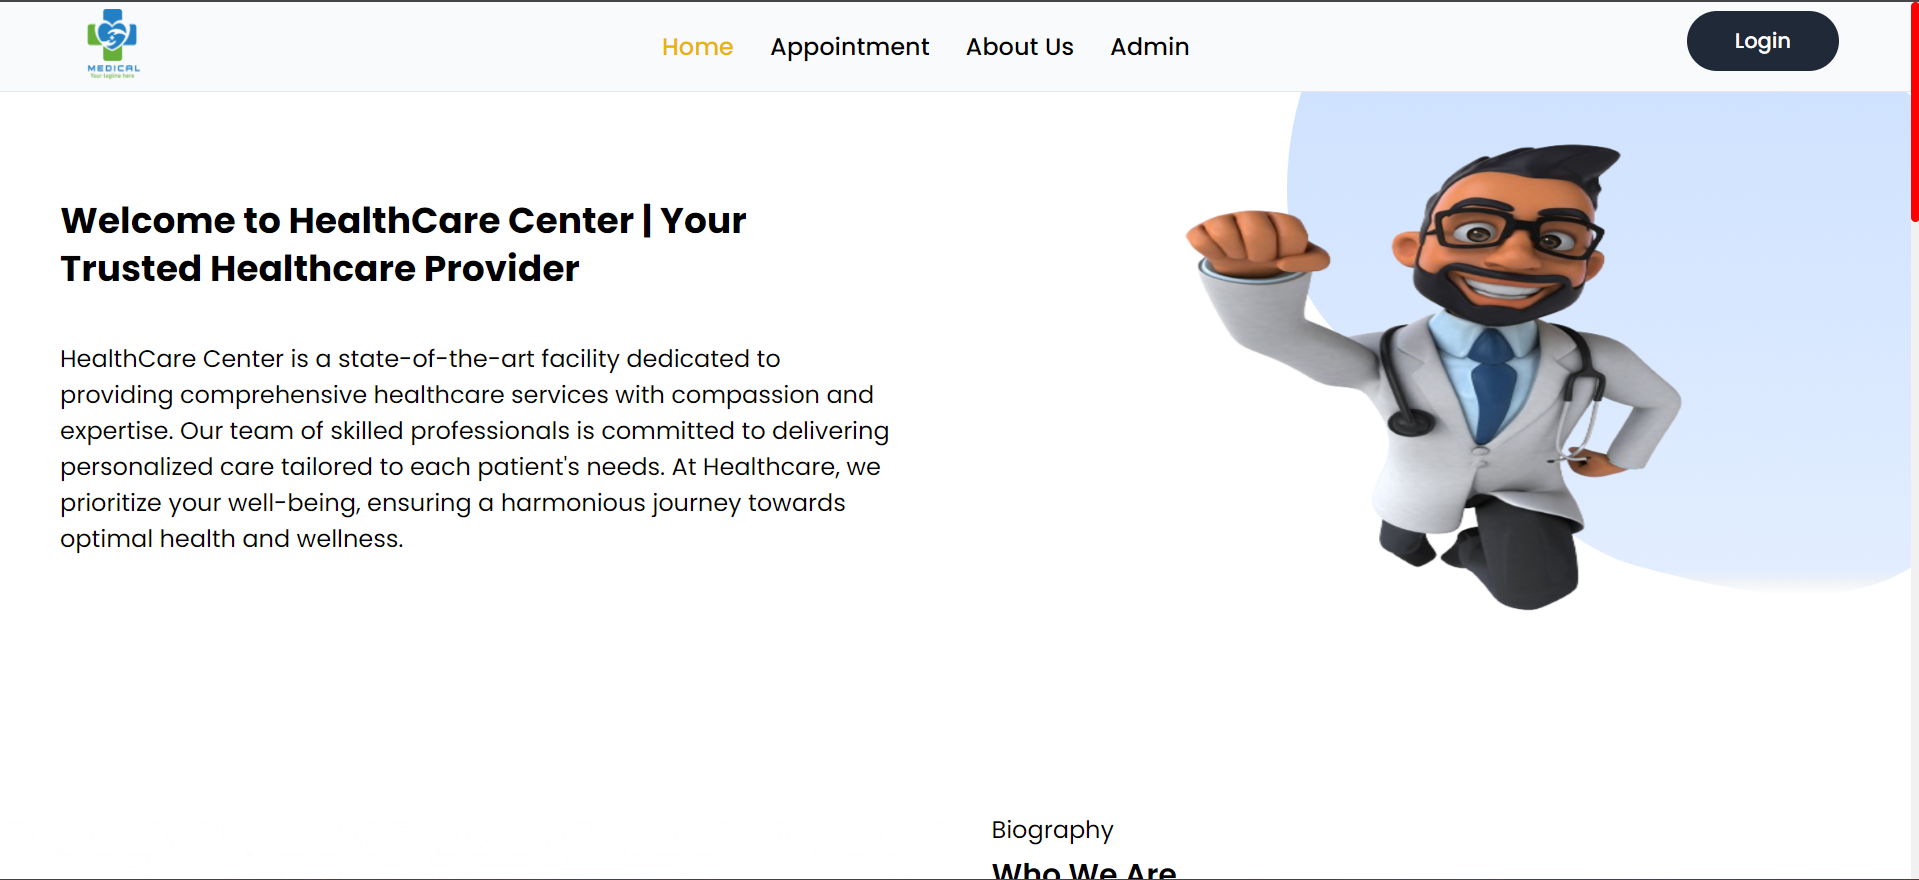 MEDICAL
Your tagline here
Home
Appointment
About Us
Admin
Login
Welcome to HealthCare Center | Your
Trusted Healthcare Provider
HealthCare Center is a state-of-the-art facility dedicated to
providing comprehensive healthcare services with compassion and
expertise. Our team of skilled professionals is committed to delivering
personalized care tailored to each patient's needs. At Healthcare, we
prioritize your well-being, ensuring a harmonious journey towards
optimal health and wellness.
Biography
Who We Are